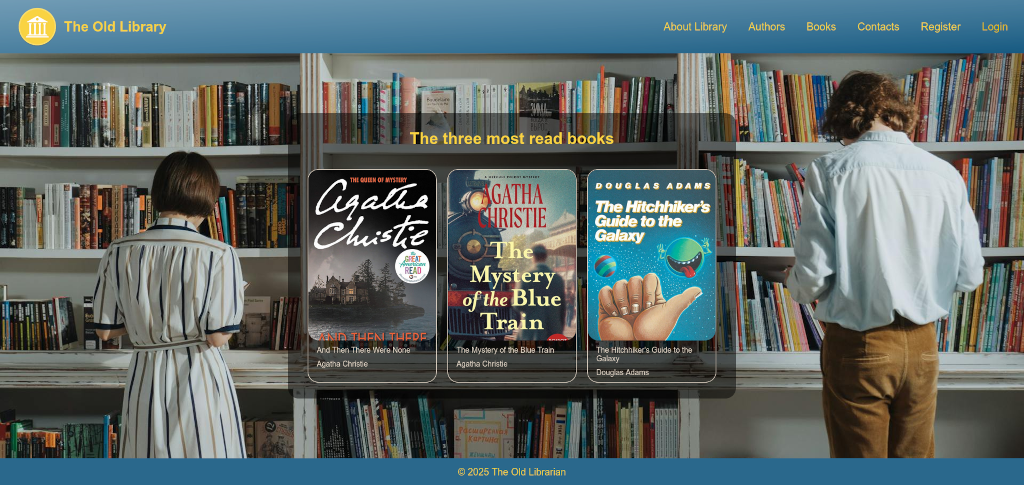 The Old Library
About Library
Authors
Books
Contacts
Register
Login
The three most read books
THE QUEEN OF MYSTERY
Agatha
Christie
The
GREAT
American
READ
AND THEN THERE
And Then There Were None
Agatha Christie
A HERCULE POIROT MYSTERY
AGATHA
CHRISTIE
The
Mystery
of the Blue
Train
The Mystery of the Blue Train
Agatha Christie
DOUGLAS ADAMS
The Hitchhiker's
Guide to the
Galaxy
The Hitchhiker's Guide to the
Galaxy
Douglas Adams
© 2025 The Old Librarian